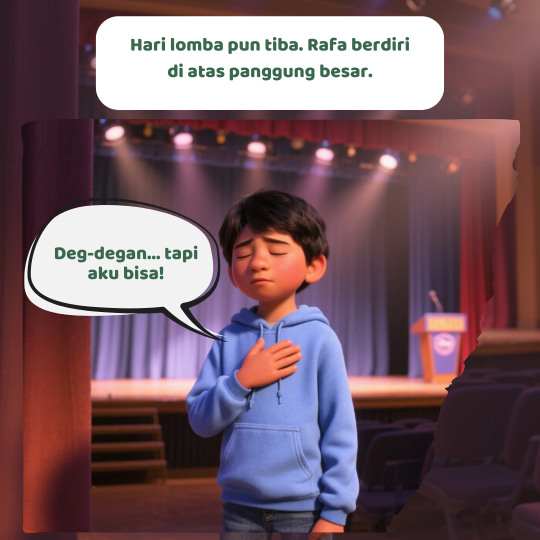 Hari lomba pun tiba. Rafa berdiri
di atas panggung besar.
Deg-degan... tapi
aku bisa!